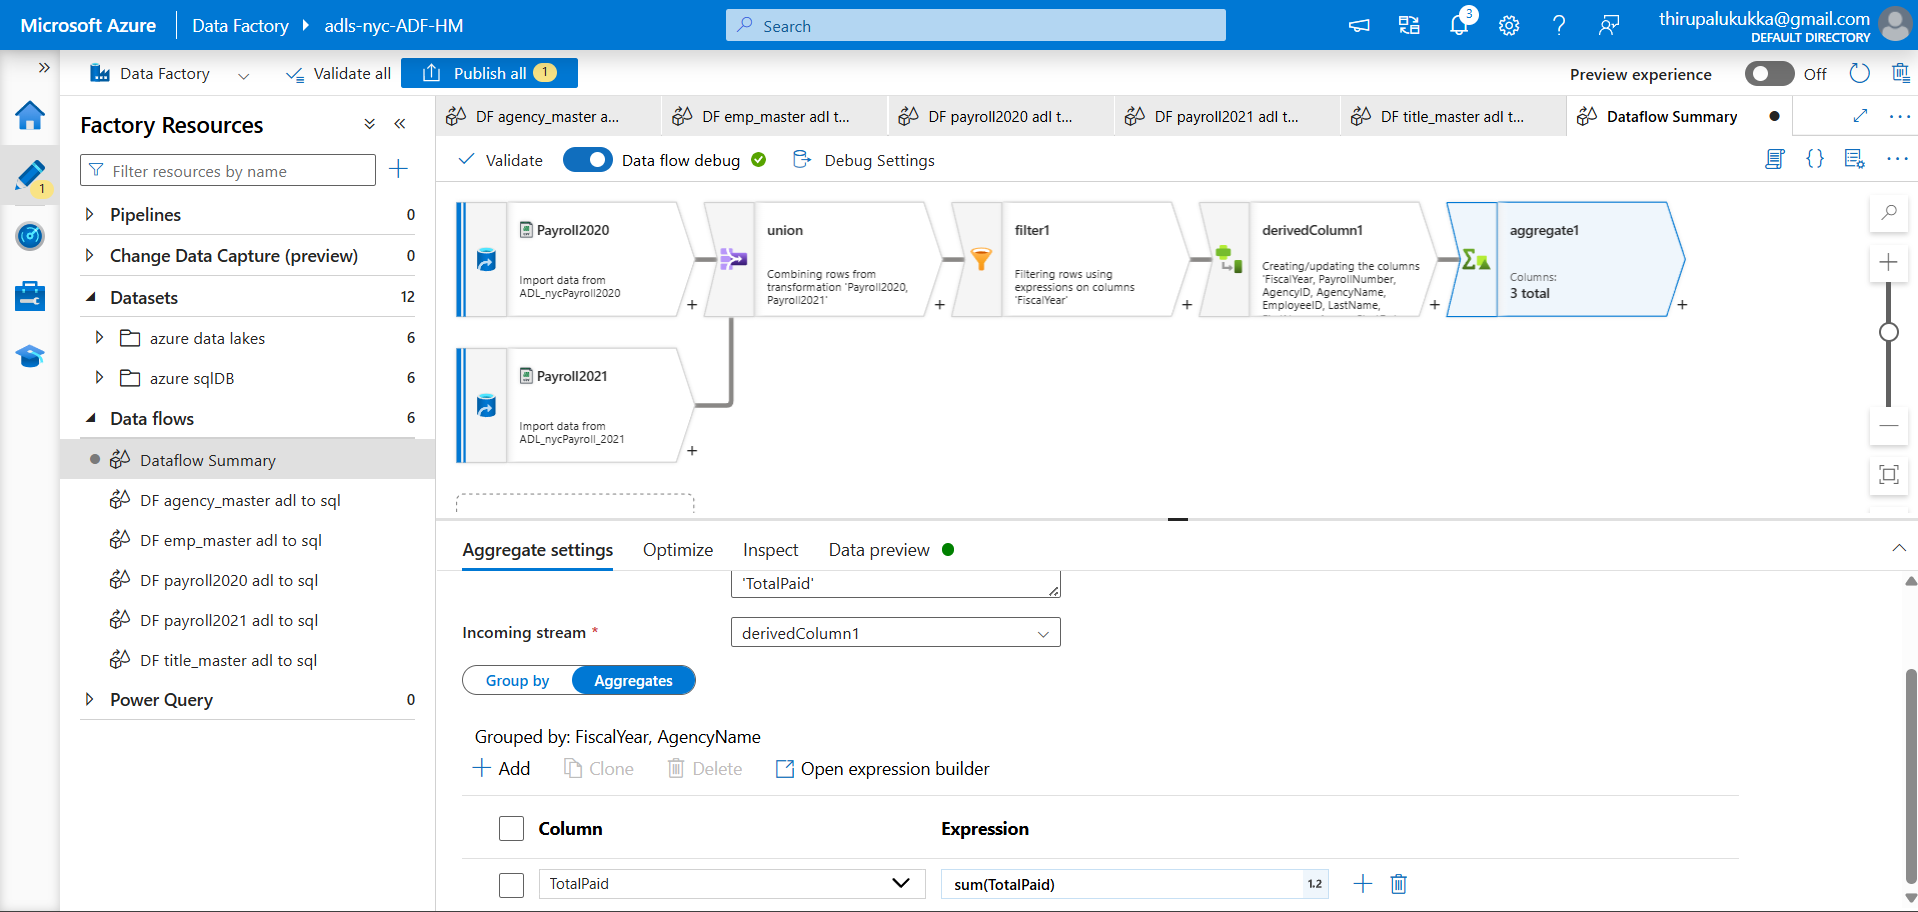 Microsoft Azure
Data Factory
adls-nyc-ADF-HM
Search
3
thirupalukukka@gmail.com
DEFAULT DIRECTORY
Data Factory
Validate all
Publish all
1
Preview experience
Off
1
Factory Resources
Filter resources by name
Pipelines
0
Change Data Capture (preview)
0
Datasets
12
azure data lakes
6
azure sqlDB
6
Data flows
6
Dataflow Summary
DF agency_master adl to sql
DF emp_master adl to sql
DF payroll2020 adl to sql
DF payroll2021 adl to sql
DF title_master adl to sql
Power Query
0
DF agency_master a...
DF emp_master adl t...
DF payroll2020 adl t...
DF payroll2021 adl t...
DF title_master adl t...
Dataflow Summary
Validate
Data flow debug
Debug Settings
Payroll2020
Import data from
ADL_nycPayroll2020
union
Combining rows from
transformation 'Payroll2020,
Payroll2021'
filter1
Filtering rows using
expressions on columns
'FiscalYear'
derivedColumn1
Creating/updating the columns
'FiscalYear, PayrollNumber,
AgencyID, AgencyName,
EmployeeID, LastName,
aggregate1
Columns:
3 total
Payroll2021
Import data from
ADL_nycPayroll_2021
Aggregate settings
Optimize
Inspect
Data preview
'TotalPaid'
Incoming stream *
derivedColumn1
Group by
Aggregates
Grouped by: FiscalYear, AgencyName
Add
Clone
Delete
Open expression builder
Column
Expression
TotalPaid
sum(TotalPaid)
1.2